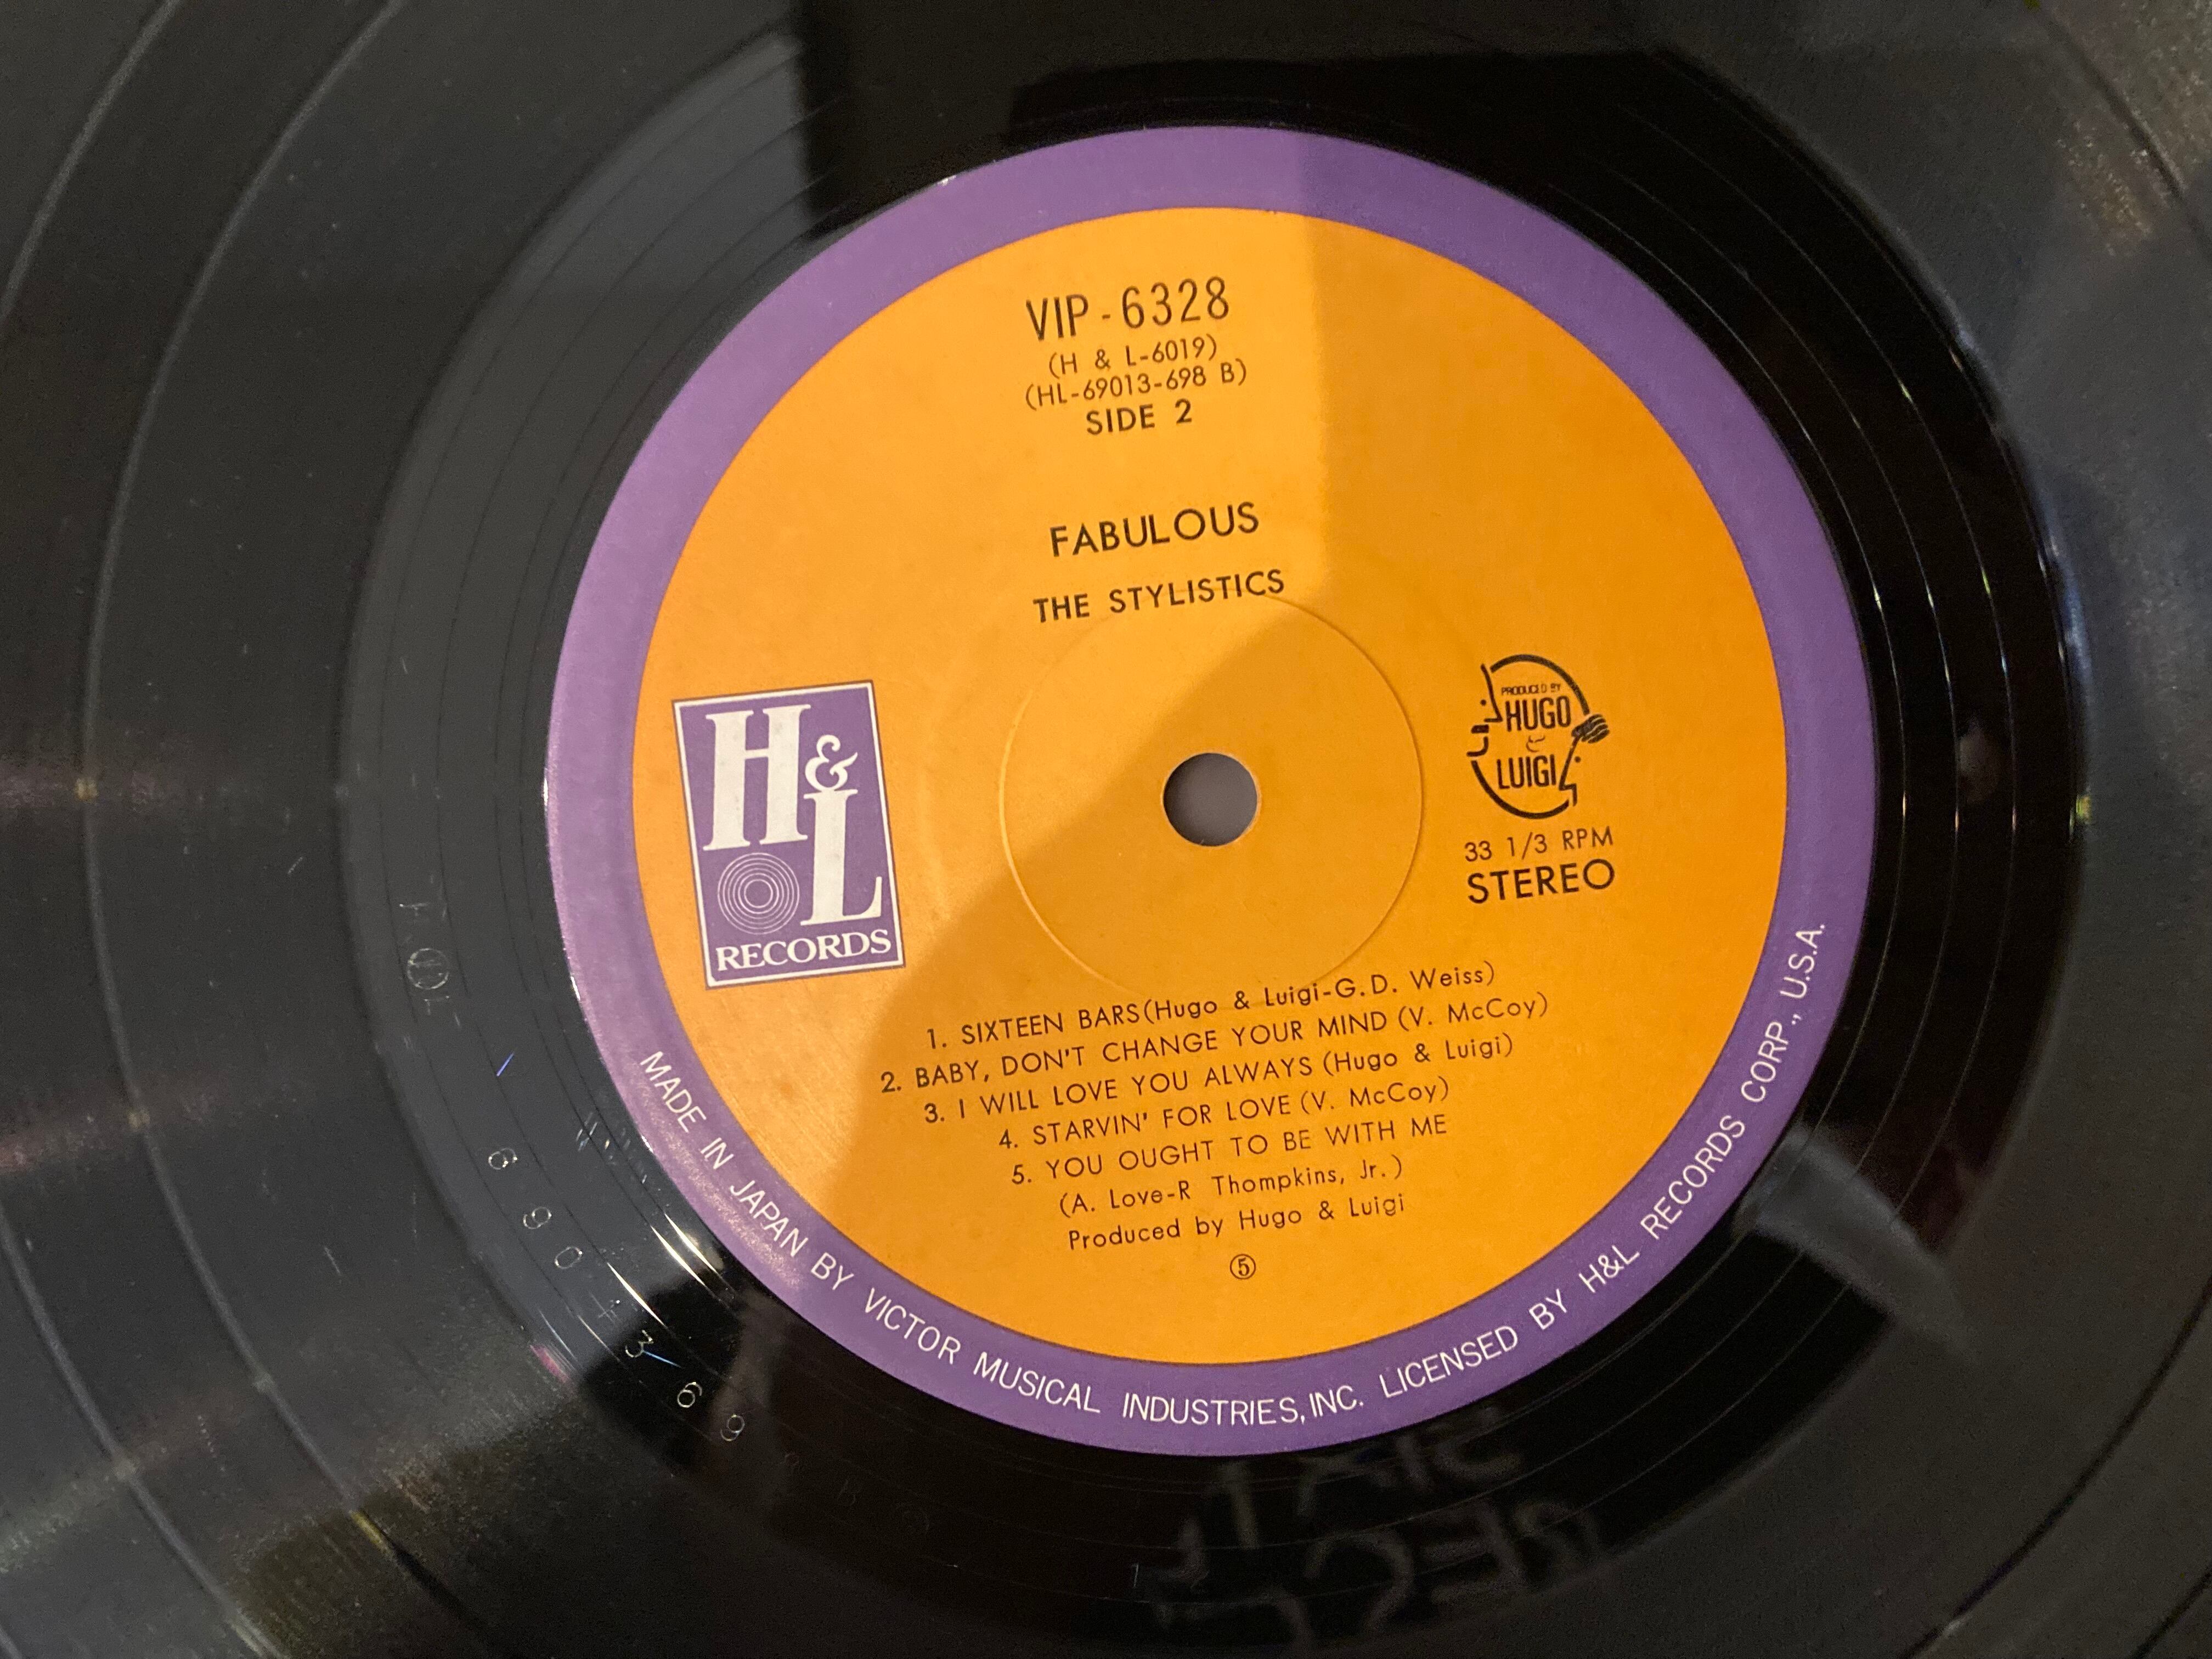 VIP-6328
(H & L-6019)
(HL-69013-698 B)
SIDE 2
FABULOUS
THE STYLISTICS
H&L
RECORDS
PRODUCED BY
HUGO
&
LUIGI
33 1/3 RPM
STEREO
1. SIXTEEN BARS(Hugo & Luigi-G.D. Weiss)
2. BABY, DON'T CHANGE YOUR MIND (V. McCoy)
3. I WILL LOVE YOU ALWAYS (Hugo & Luigi)
4. STARVIN' FOR LOVE (V. McCoy)
5. YOU OUGHT TO BE WITH ME
(A. Love-R Thompkins, Jr.)
Produced by Hugo & Luigi
⑤
MADE IN JAPAN BY VICTOR MUSICAL INDUSTRIES, INC. LICENSED BY H&L RECORDS CORP., U.S.A.